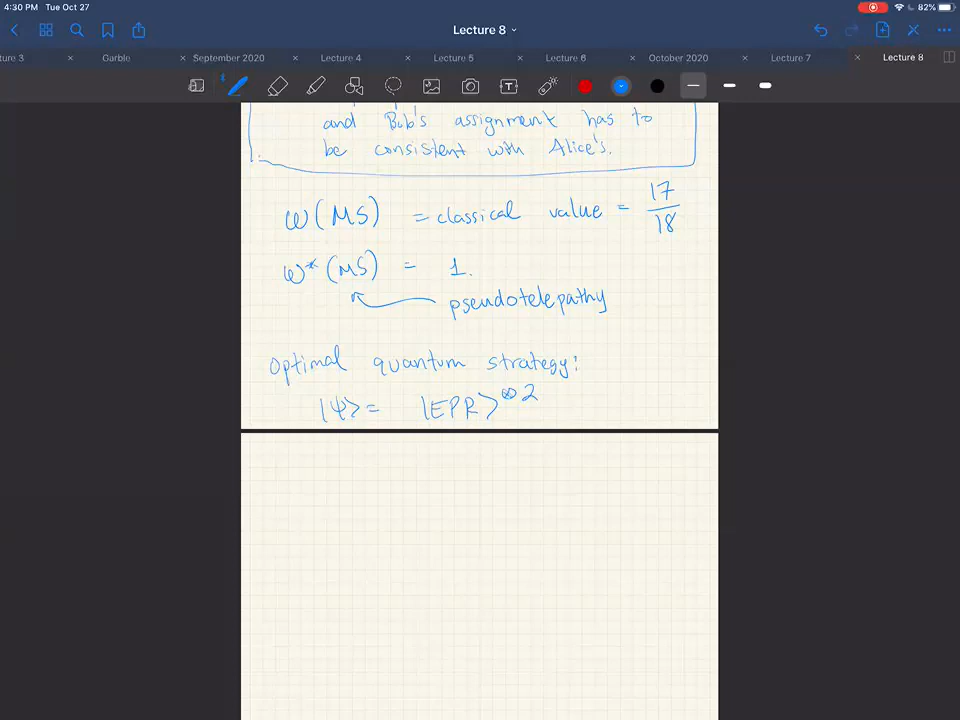 4:30 PM Tue Oct 27
82%
Lecture 8
ure 3
Garble
September 2020
Lecture 4
Lecture 5
Lecture 6
October 2020
Lecture 7
Lecture 8
and Bob's assignment has to
be consistent with Alice's.
ω(MS) = classical value = 17/18
ω*(MS) = 1.
pseudotelepathy
Optimal quantum strategy:
|Ψ> = |EPR>^⊗2